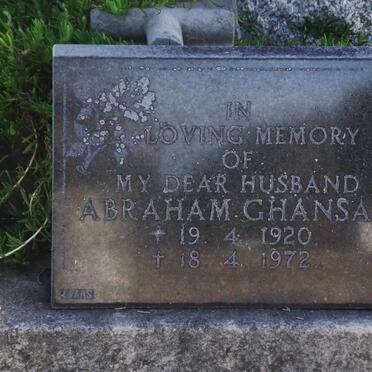 IN
LOVING MEMORY
OF
MY DEAR HUSBAND
ABRAHAM GHANSA
* 19. 4. 1920
† 18. 4. 1972